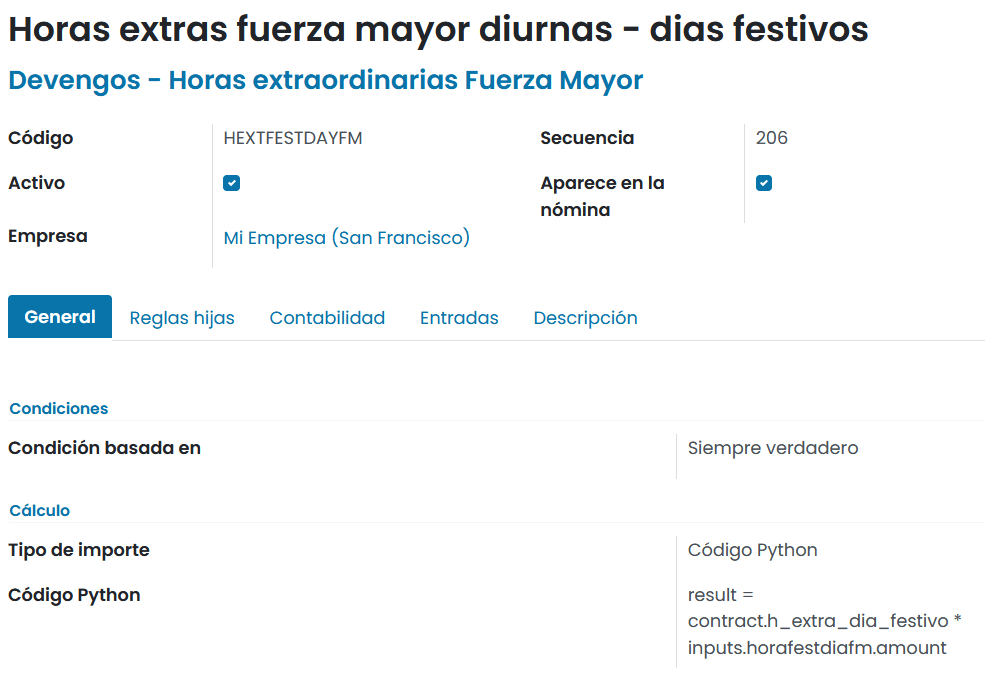 Horas extras fuerza mayor diurnas - dias festivos
Devengos - Horas extraordinarias Fuerza Mayor
Código HEXTFESTDAYFM Secuencia 206
Activo Aparece en la nómina
Empresa Mi Empresa (San Francisco)
General Reglas hijas Contabilidad Entradas Descripción
Condiciones
Condición basada en Siempre verdadero
Cálculo
Tipo de importe Código Python
Código Python result =
contract.h_extra_dia_festivo *
inputs.horafestdiafm.amount